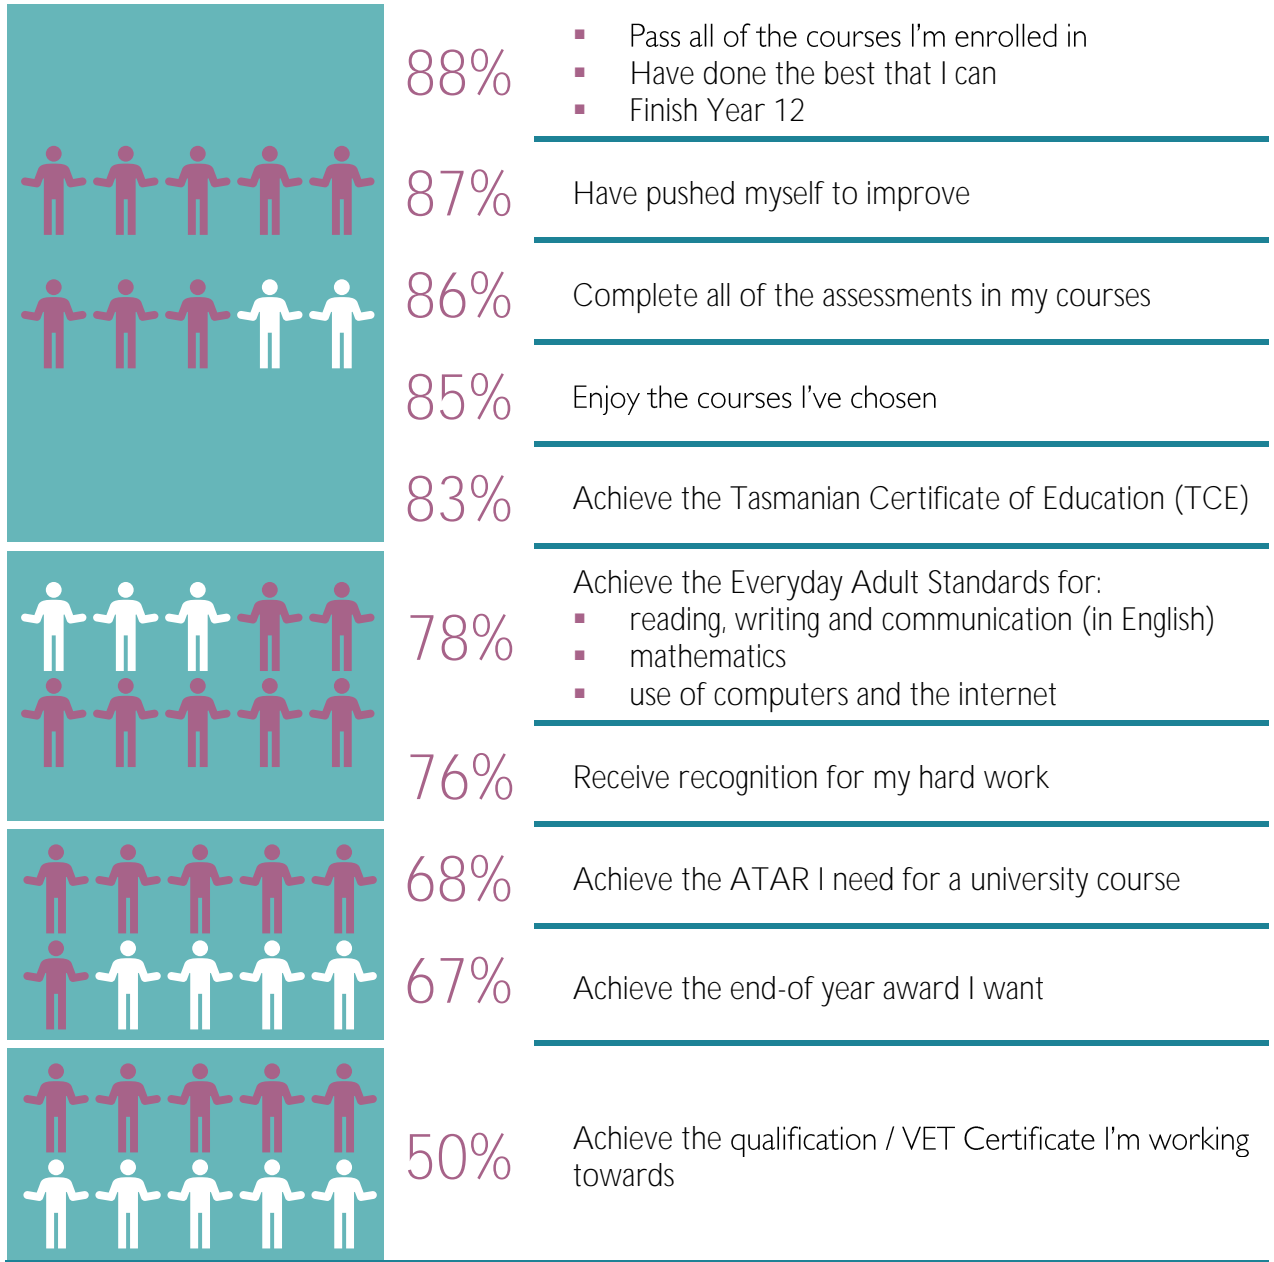 88%
▪ Pass all of the courses I'm enrolled in
▪ Have done the best that I can
▪ Finish Year 12
87%
Have pushed myself to improve
86%
Complete all of the assessments in my courses
85%
Enjoy the courses I've chosen
83%
Achieve the Tasmanian Certificate of Education (TCE)
78%
Achieve the Everyday Adult Standards for:
▪ reading, writing and communication (in English)
▪ mathematics
▪ use of computers and the internet
76%
Receive recognition for my hard work
68%
Achieve the ATAR I need for a university course
67%
Achieve the end-of year award I want
50%
Achieve the qualification / VET Certificate I'm working
towards